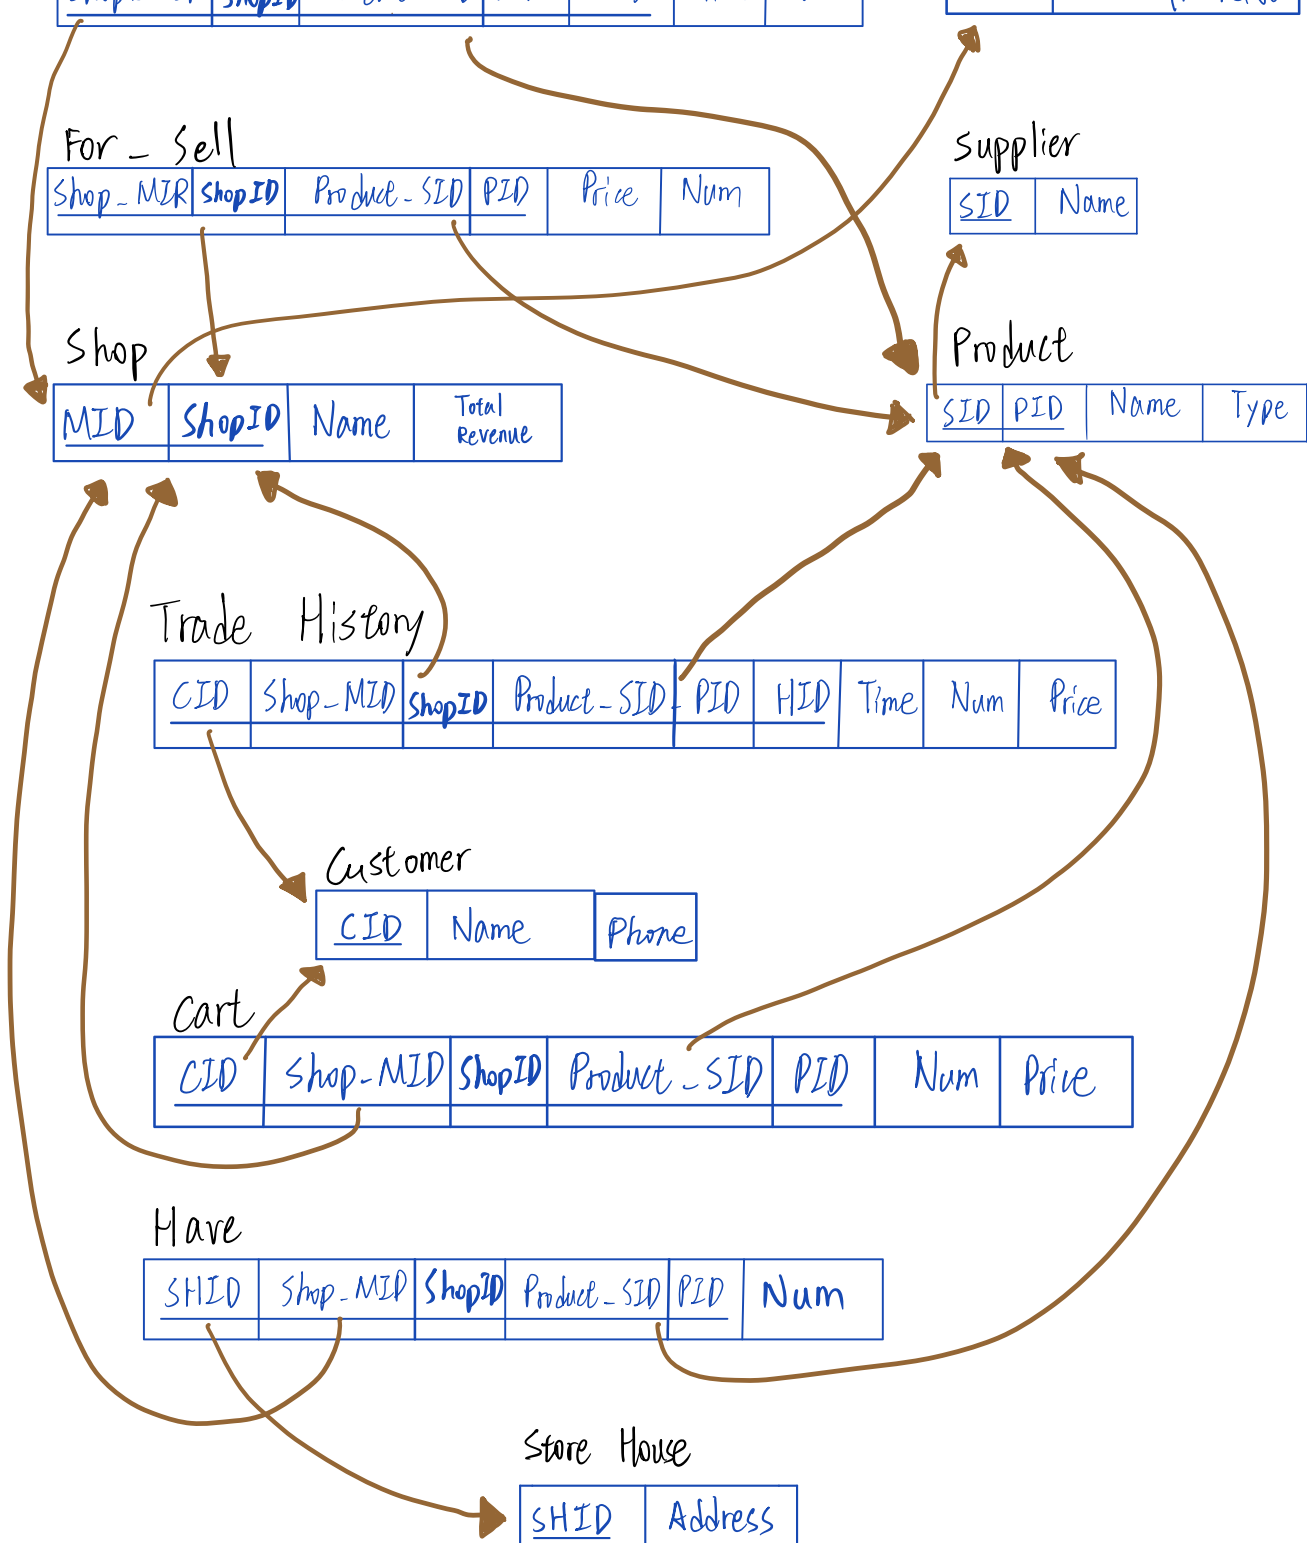 ShopID
For_Sell
Supplier
Shop_MIR ShopID Product_SID PID Price Num
SID Name
Shop
Product
MID ShopID Name Total Revenue
SID PID Name Type
Trade History
CID Shop_MID ShopID Product_SID PID HID Time Num Price
Customer
CID Name Phone
Cart
CID Shop_MID ShopID Product_SID PID Num Price
Have
SHID Shop_MID ShopID Product_SID PID Num
Store House
SHID Address